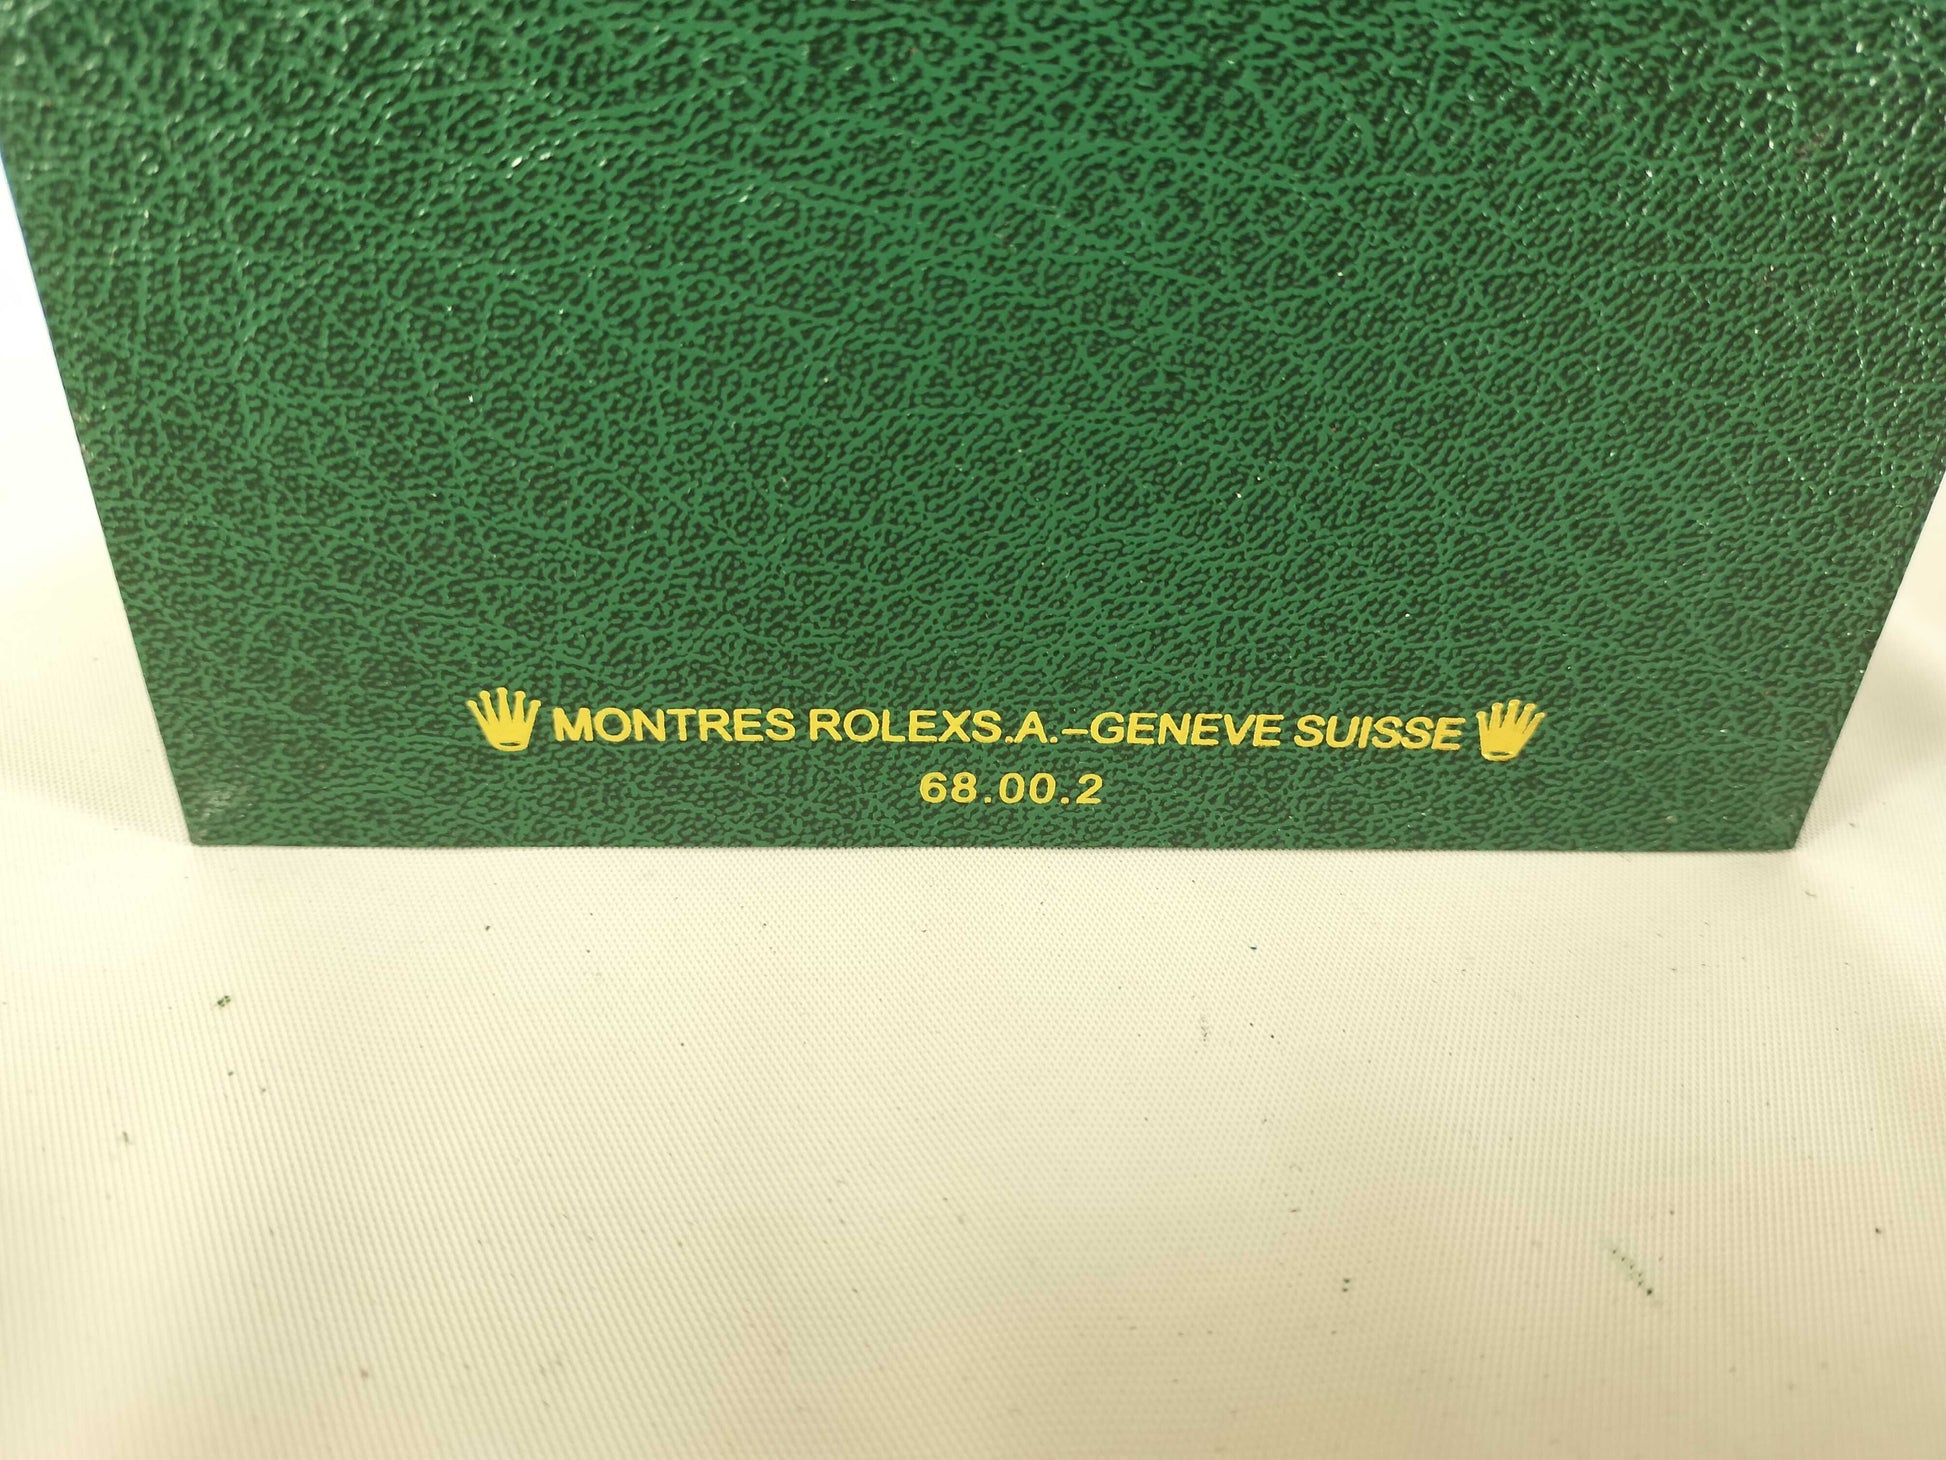 MONTRES ROLEXS.A.–GENEVE SUISSE
68.00.2